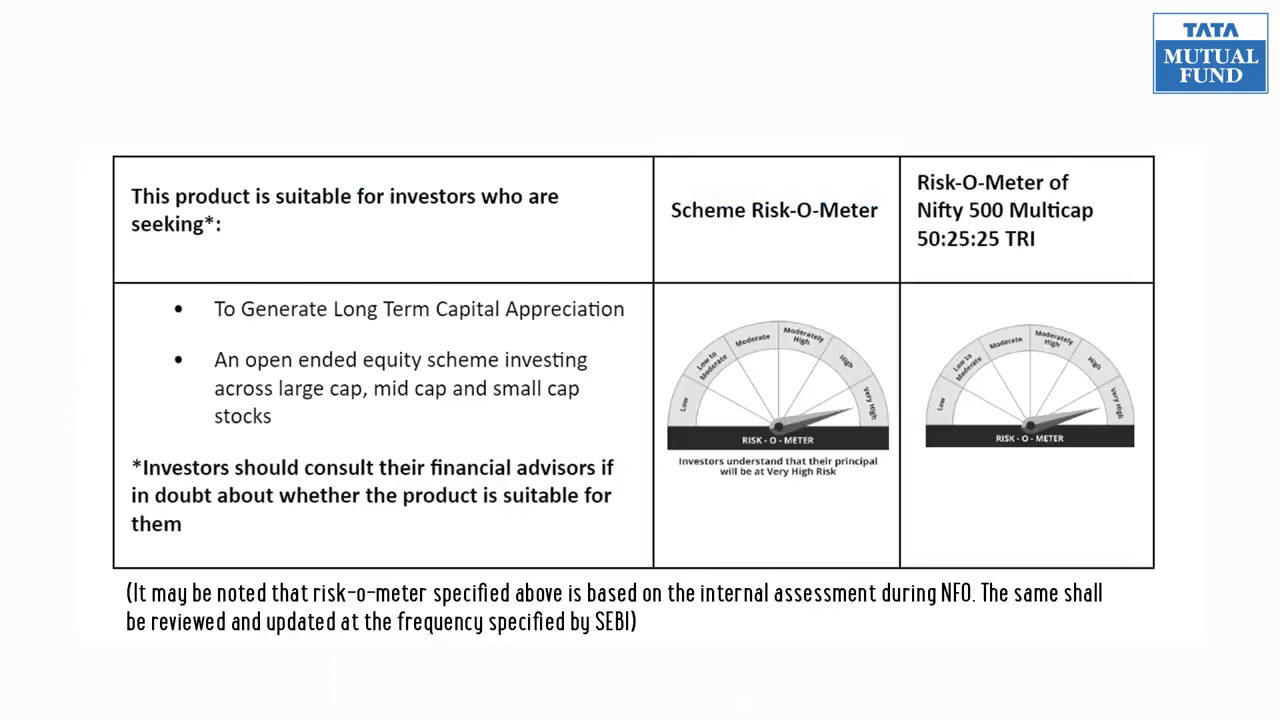 TATA
MUTUAL
FUND
This product is suitable for investors who are
seeking*:
Scheme Risk-O-Meter
Risk-O-Meter of
Nifty 500 Multicap
50:25:25 TRI
• To Generate Long Term Capital Appreciation
• An open ended equity scheme investing
across large cap, mid cap and small cap
stocks
*Investors should consult their financial advisors if
in doubt about whether the product is suitable for
them
Low
Low to
Moderate
Moderate
Moderately
High
High
Very High
RISK - O - METER
Investors understand that their principal
will be at Very High Risk
Low
Low to
Moderate
Moderate
Moderately
High
High
Very High
RISK - O - METER
(It may be noted that risk-o-meter specified above is based on the internal assessment during NFO. The same shall
be reviewed and updated at the frequency specified by SEBI)